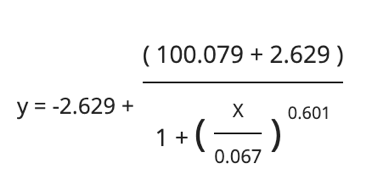 ( 100.079 + 2.629 )
y = -2.629 +
1 + ( X / 0.067 ) 0.601